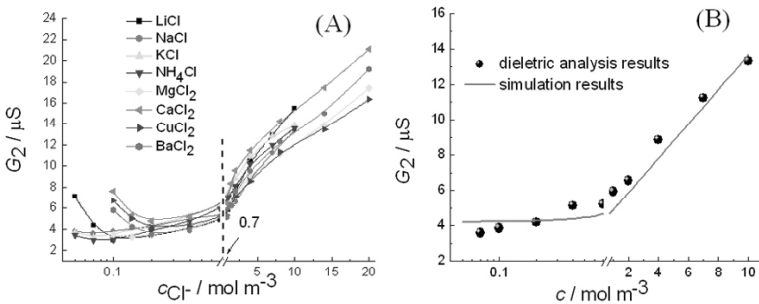 (A)
LiCl
NaCl
KCl
NH4Cl
MgCl2
CaCl2
CuCl2
BaCl2
24
22
20
18
16
14
12
10
8
6
4
2
G2 / μS
0.7
0.1
5
10
15
20
cCl- / mol m-3
(B)
dieletric analysis results
simulation results
16
14
12
10
8
6
4
2
G2 / μS
0.1
2
4
6
8
10
c / mol m-3